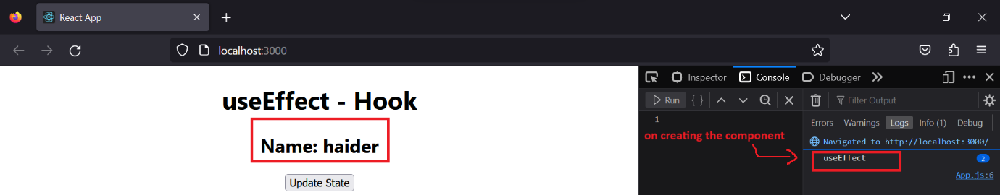 React App
localhost:3000
useEffect - Hook
Name: haider
Update State
Inspector Console Debugger
Run { }
Filter Output
1
Errors Warnings Logs Info (1) Debug
on creating the component
Navigated to http://localhost:3000/
useEffect 2
App.js:6